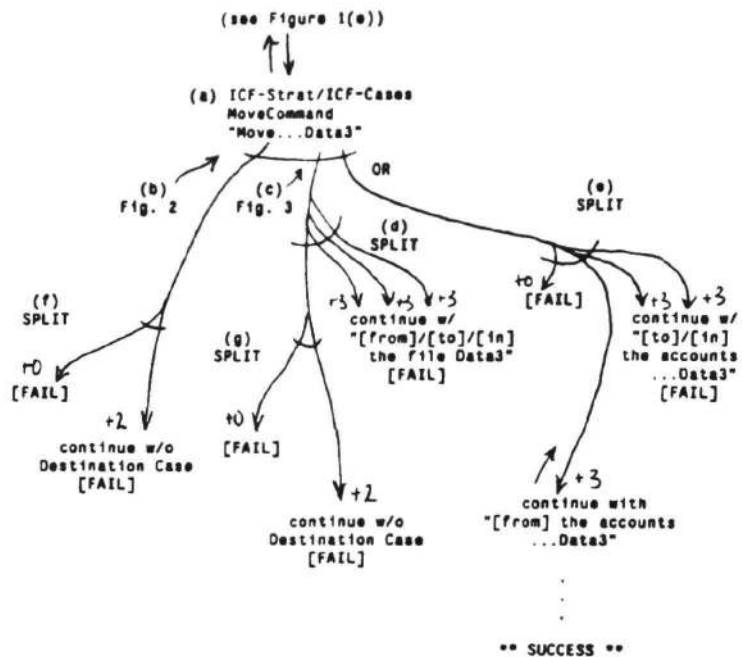 (see Figure 1(e))
(a) ICF-Strat/ICF-Cases
MoveCommand
"Move...Data3"
OR
(b)
Fig. 2
(c)
Fig. 3
(d)
SPLIT
(e)
SPLIT
+0
[FAIL]
+3
+3
+3
continue w/
"[from]/[to]/[in]
the file Data3"
[FAIL]
+3
+3
continue w/
"[to]/[in]
the accounts
...Data3"
[FAIL]
(f)
SPLIT
+0
[FAIL]
+2
continue w/o
Destination Case
[FAIL]
(g)
SPLIT
+0
[FAIL]
+2
continue w/o
Destination Case
[FAIL]
+3
continue with
"[from] the accounts
...Data3"
.
.
.
** SUCCESS **